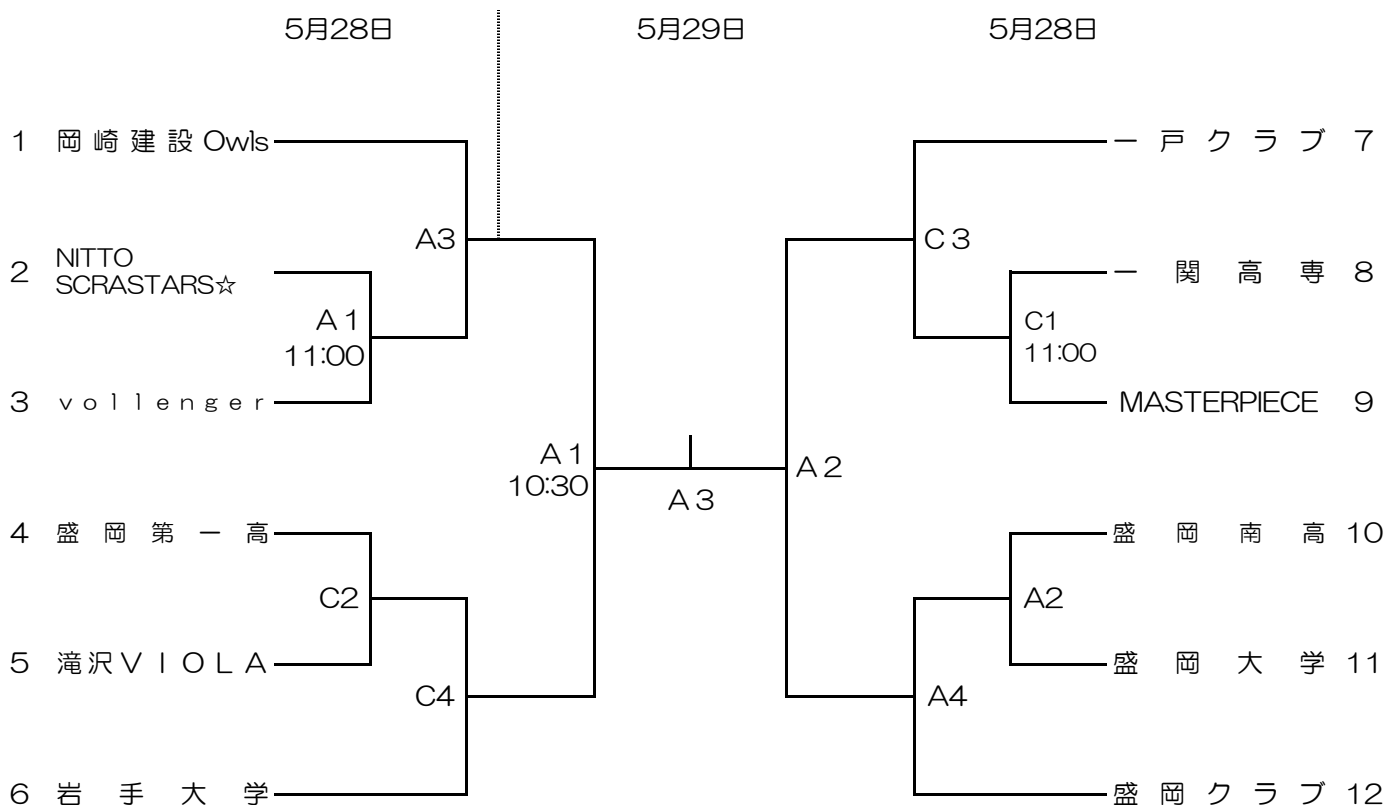 5月28日 5月29日 5月28日
1 岡崎建設 Owls 一戸クラブ 7
A3 C3
2 NITTO SCRASTARS☆ 一関高専 8
A1 11:00 C1 11:00
3 vollenger MASTERPIECE 9
A1 10:30 A3 A2
4 盛岡第一高 盛岡南高 10
C2 A2
5 滝沢VIOLA 盛岡大学 11
C4 A4
6 岩手大学 盛岡クラブ 12